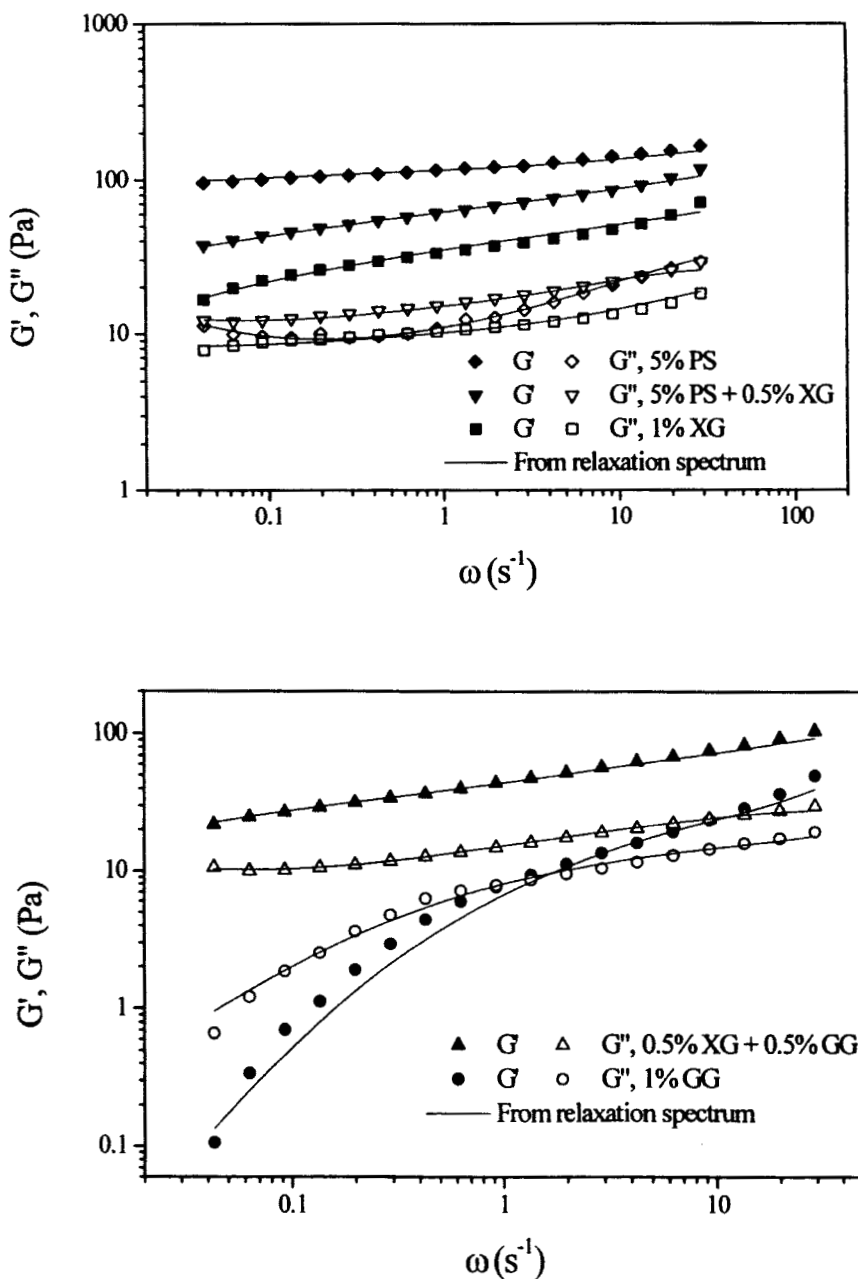 1000
100
10
1
G', G" (Pa)
G' G", 5% PS
G' G", 5% PS + 0.5% XG
G' G", 1% XG
From relaxation spectrum
0.1 1 10 100
ω (s⁻¹)
100
10
1
0.1
G', G" (Pa)
G' G", 0.5% XG + 0.5% GG
G' G", 1% GG
From relaxation spectrum
0.1 1 10
ω (s⁻¹)